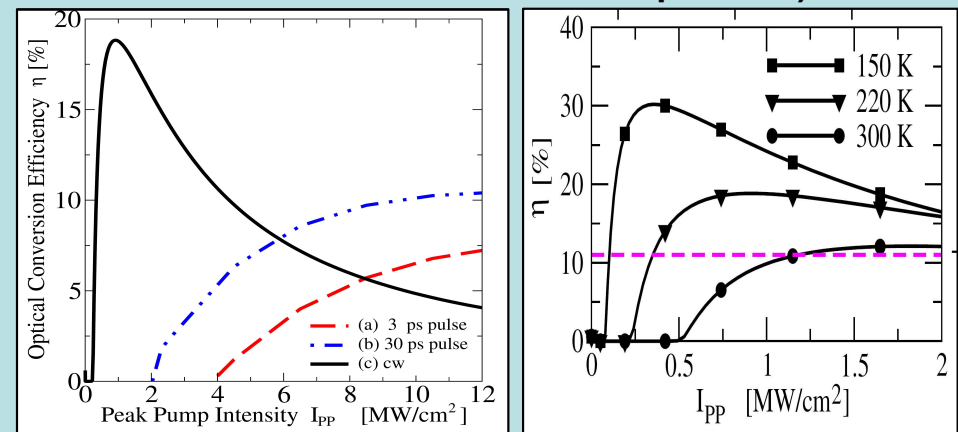 20
15
10
5
0
Optical Conversion Efficiency η [%]
(a) 3 ps pulse
(b) 30 ps pulse
(c) cw
0 2 4 6 8 10 12
Peak Pump Intensity I_PP [MW/cm²]
40
30
20
10
0
η [%]
150 K
220 K
300 K
0 0.5 1 1.5 2
I_PP [MW/cm²]